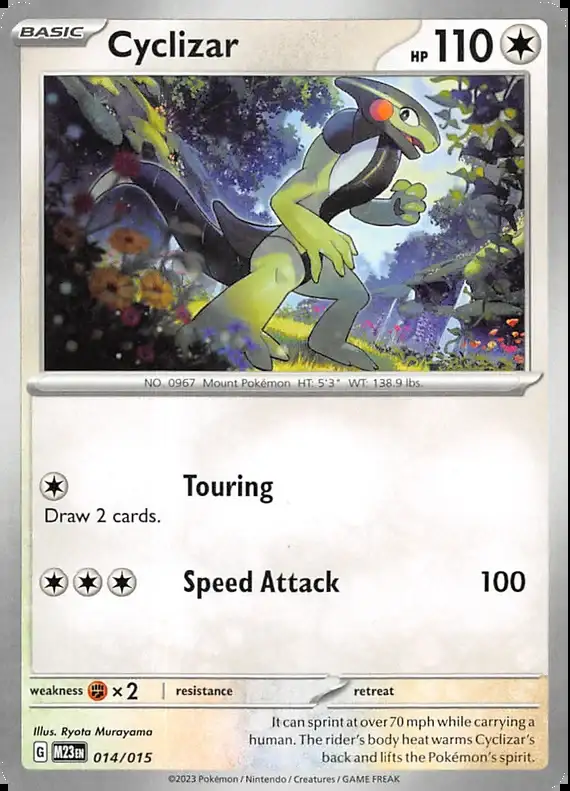 BASIC
Cyclizar
HP 110
NO. 0967 Mount Pokémon HT: 5'3" WT: 138.9 lbs.
Touring
Draw 2 cards.
Speed Attack 100
weakness ×2 resistance retreat
Illus. Ryota Murayama
G M23 EN 014/015
It can sprint at over 70 mph while carrying a
human. The rider's body heat warms Cyclizar's
back and lifts the Pokémon's spirit.
©2023 Pokémon / Nintendo / Creatures / GAME FREAK